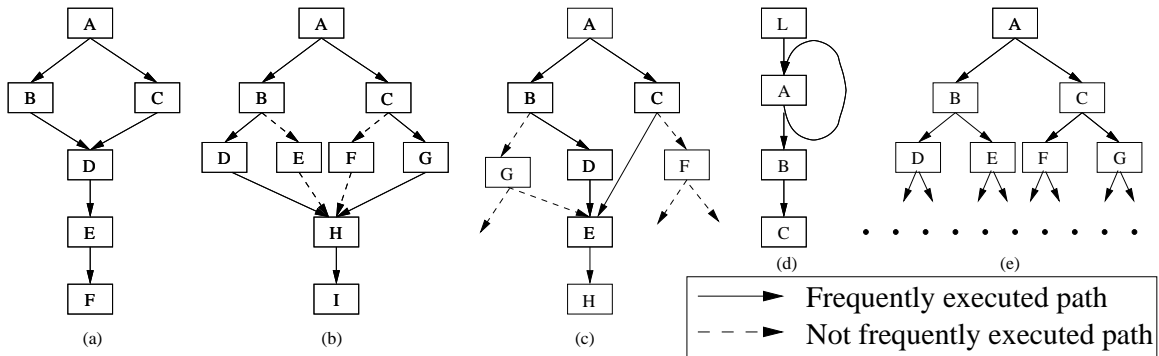 A
B
C
D
E
F
(a)
A
B
C
D
E
F
G
H
I
(b)
A
B
C
G
D
F
E
H
(c)
L
A
B
C
(d)
A
B
C
D
E
F
G
(e)
Frequently executed path
Not frequently executed path